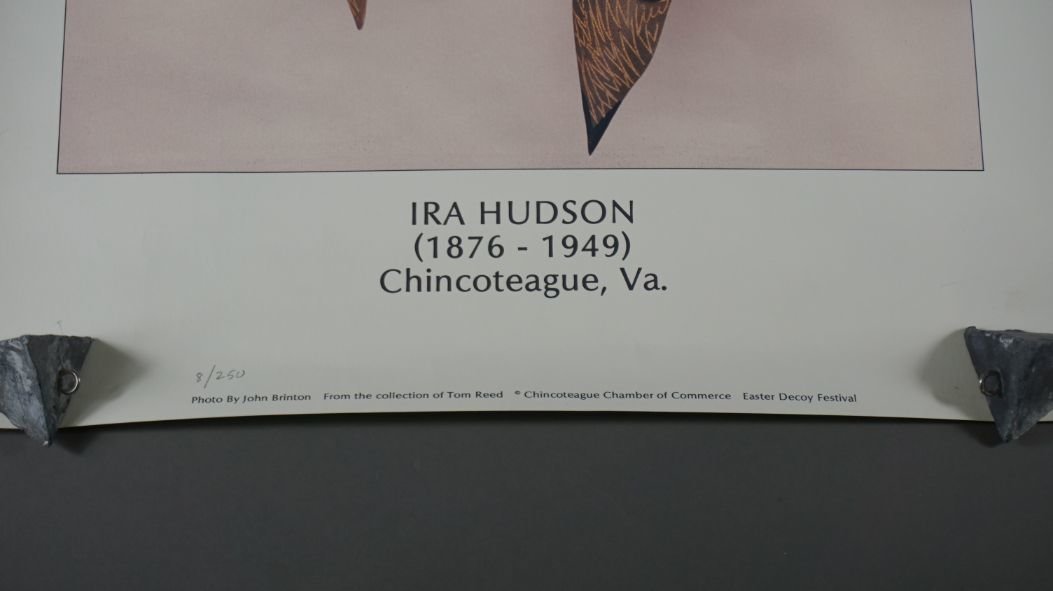 IRA HUDSON
(1876 - 1949)
Chincoteague, Va.
8/250
Photo By John Brinton From the collection of Tom Reed © Chincoteague Chamber of Commerce Easter Decoy Festival